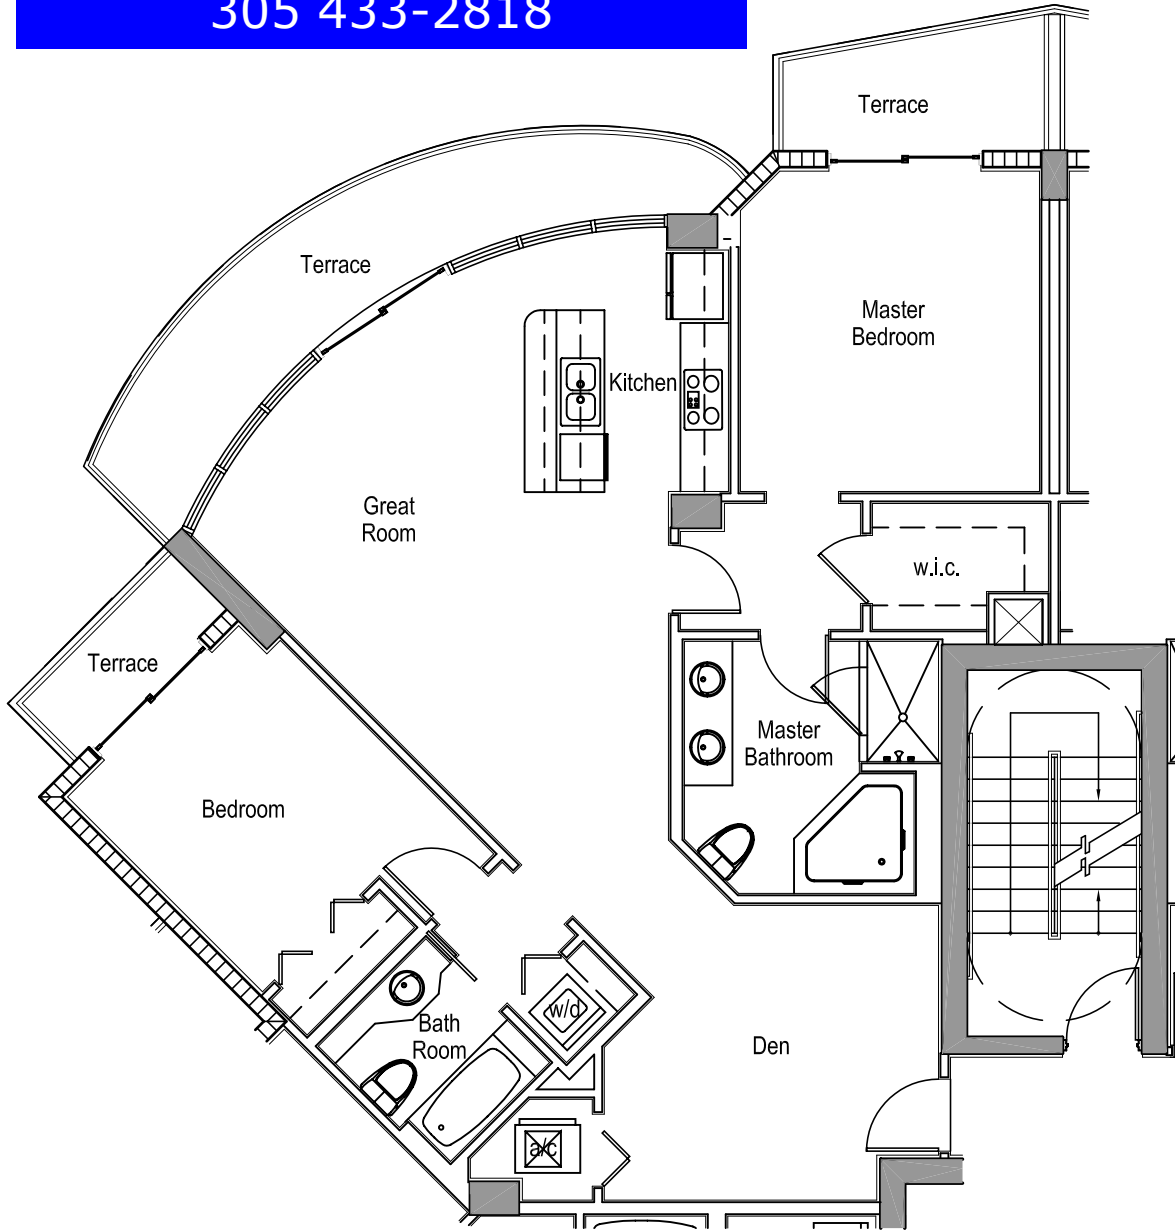 305 433-2818
Terrace
Terrace
Master
Bedroom
Kitchen
Great
Room
w.i.c.
Terrace
Master
Bathroom
Bedroom
w/d
Bath
Room
Den
a/c